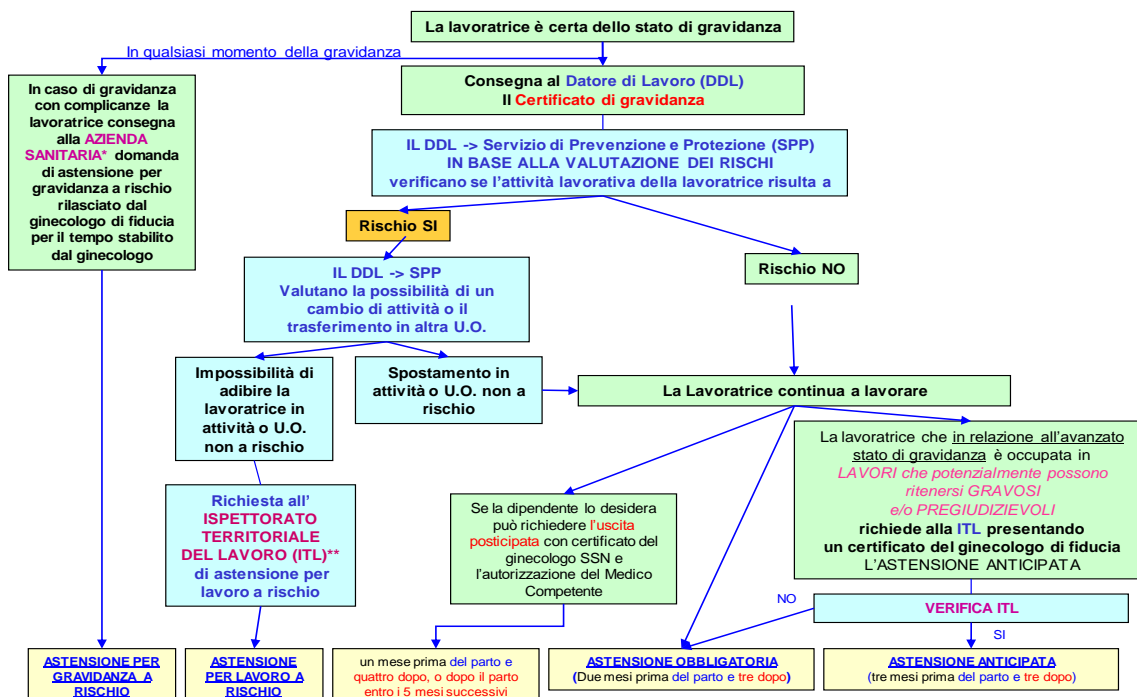 La lavoratrice è certa dello stato di gravidanza
In qualsiasi momento della gravidanza
In caso di gravidanza
con complicanze la
lavoratrice consegna
alla AZIENDA
SANITARIA* domanda
di astensione per
gravidanza a rischio
rilasciato dal
ginecologo di fiducia
per il tempo stabilito
dal ginecologo
Consegna al Datore di Lavoro (DDL)
Il Certificato di gravidanza
IL DDL -> Servizio di Prevenzione e Protezione (SPP)
IN BASE ALLA VALUTAZIONE DEI RISCHI
verificano se l'attività lavorativa della lavoratrice risulta a
Rischio SI
Rischio NO
IL DDL -> SPP
Valutano la possibilità di un
cambio di attività o il
trasferimento in altra U.O.
Impossibilità di
adibire la
lavoratrice in
attività o U.O.
non a rischio
Spostamento in
attività o U.O. non a
rischio
La Lavoratrice continua a lavorare
Richiesta all'
ISPETTORATO
TERRITORIALE
DEL LAVORO (ITL)**
di astensione per
lavoro a rischio
Se la dipendente lo desidera
può richiedere l'uscita
posticipata con certificato del
ginecologo SSN e
l'autorizzazione del Medico
Competente
La lavoratrice che in relazione all'avanzato
stato di gravidanza è occupata in
LAVORI che potenzialmente possono
ritenersi GRAVOSI
e/o PREGIUDIZIEVOLI
richiede alla ITL presentando
un certificato del ginecologo di fiducia
L'ASTENSIONE ANTICIPATA
NO
VERIFICA ITL
SI
ASTENSIONE PER
GRAVIDANZA A
RISCHIO
ASTENSIONE
PER LAVORO A
RISCHIO
un mese prima del parto e
quattro dopo, o dopo il parto
entro i 5 mesi successivi
ASTENSIONE OBBLIGATORIA
(Due mesi prima del parto e tre dopo)
ASTENSIONE ANTICIPATA
(tre mesi prima del parto e tre dopo)